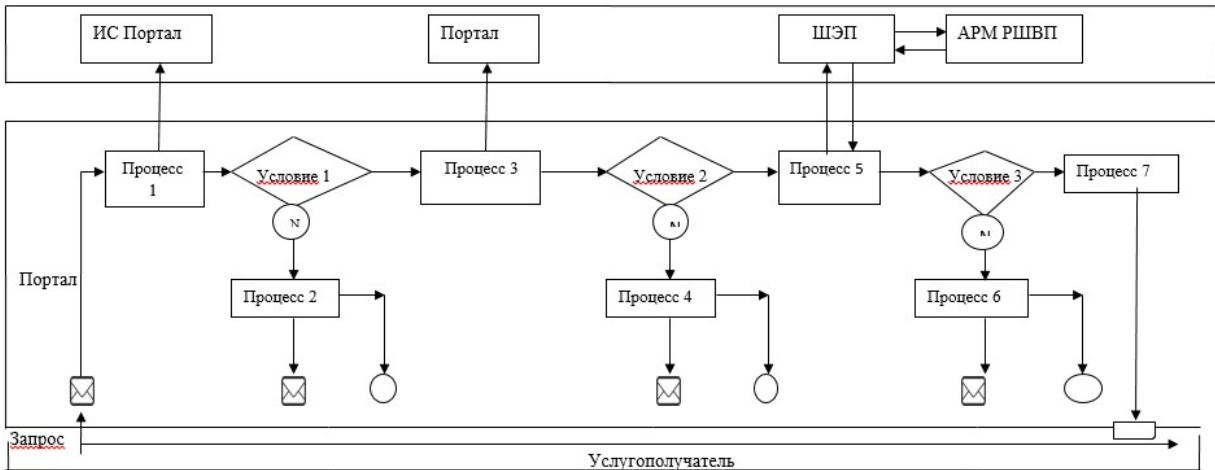 ИС Портал
Портал
ШЭП
АРМ РШВП
Процесс
1
Условие 1
Процесс 3
Условие 2
Процесс 5
Условие 3
Процесс 7
N
Портал
Процесс 2
Процесс 4
Процесс 6
Запрос
Услугополучатель